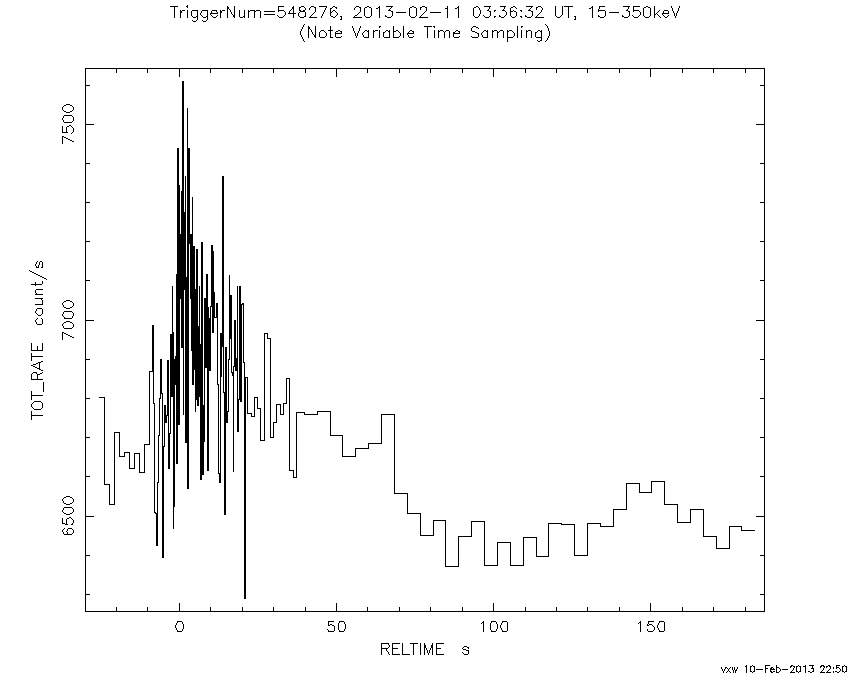 TriggerNum=548276, 2013-02-11 03:36:32 UT, 15-350keV
(Note Variable Time Sampling)
7500
7000
6500
TOT_RATE count/s
0 50 100 150
RELTIME s
vxw 10-Feb-2013 22:50